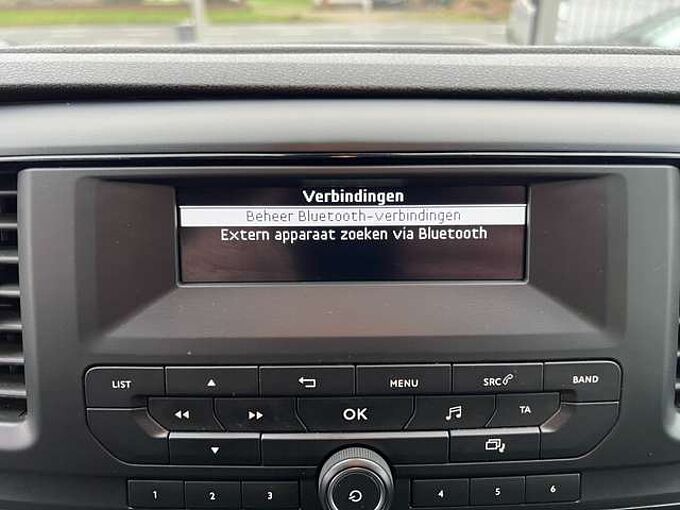 Verbindingen
Beheer Bluetooth-verbindingen
Extern apparaat zoeken via Bluetooth
LIST MENU SRC BAND
OK TA
1 2 3 4 5 6